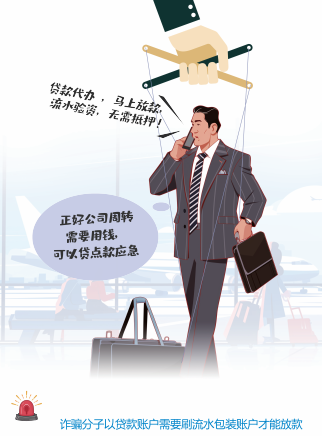 贷款代办，马上放款，
流水验资，无需抵押！
正好公司周转
需要用钱，
可以贷点款应急
诈骗分子以贷款账户需要刷流水包装账户才能放款